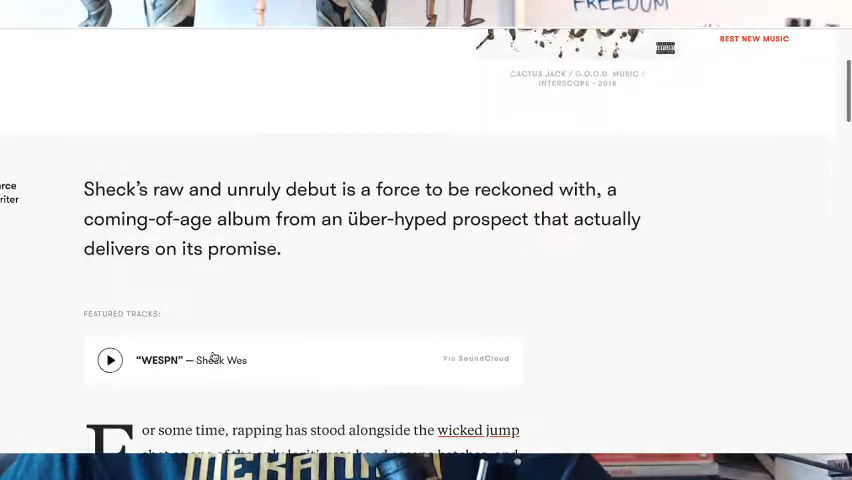 FREEDOM
BEST NEW MUSIC
CACTUS JACK / G.O.O.D. MUSIC /
INTERSCOPE • 2018
Sheck's raw and unruly debut is a force to be reckoned with, a
coming-of-age album from an über-hyped prospect that actually
delivers on its promise.
FEATURED TRACKS:
"WESPN" — Sheck Wes
Via SoundCloud
or some time, rapping has stood alongside the wicked jump